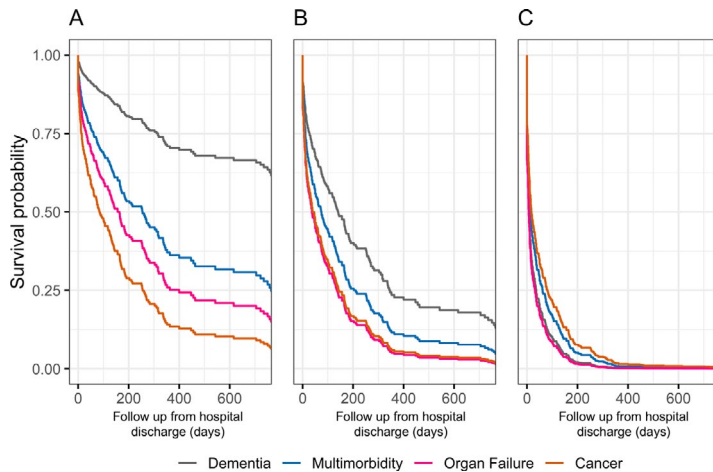 A
B
C
Survival probability
1.00
0.75
0.50
0.25
0.00
0 200 400 600
0 200 400 600
0 200 400 600
Follow up from hospital
discharge (days)
Follow up from hospital
discharge (days)
Follow up from hospital
discharge (days)
Dementia Multimorbidity Organ Failure Cancer